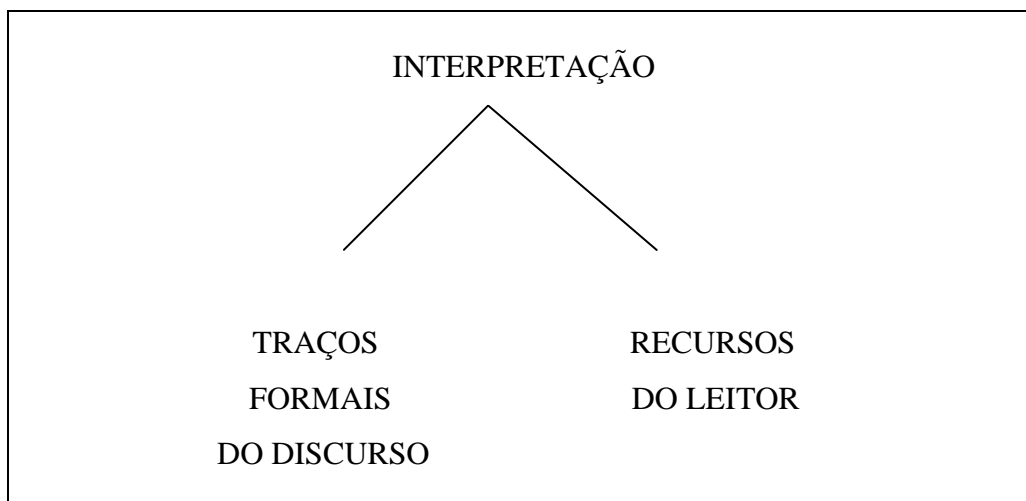 INTERPRETAÇÃO
TRAÇOS
FORMAIS
DO DISCURSO
RECURSOS
DO LEITOR